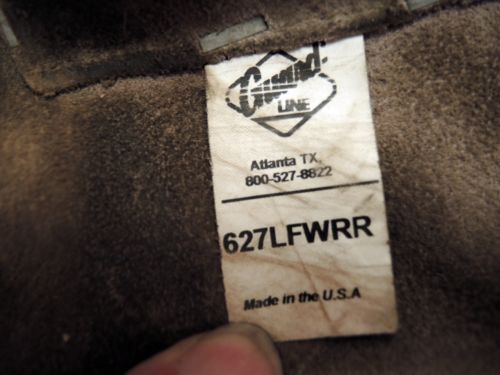 Guard
LINE
Atlanta TX,
800-527-8822
627LFWRR
Made in the U.S.A